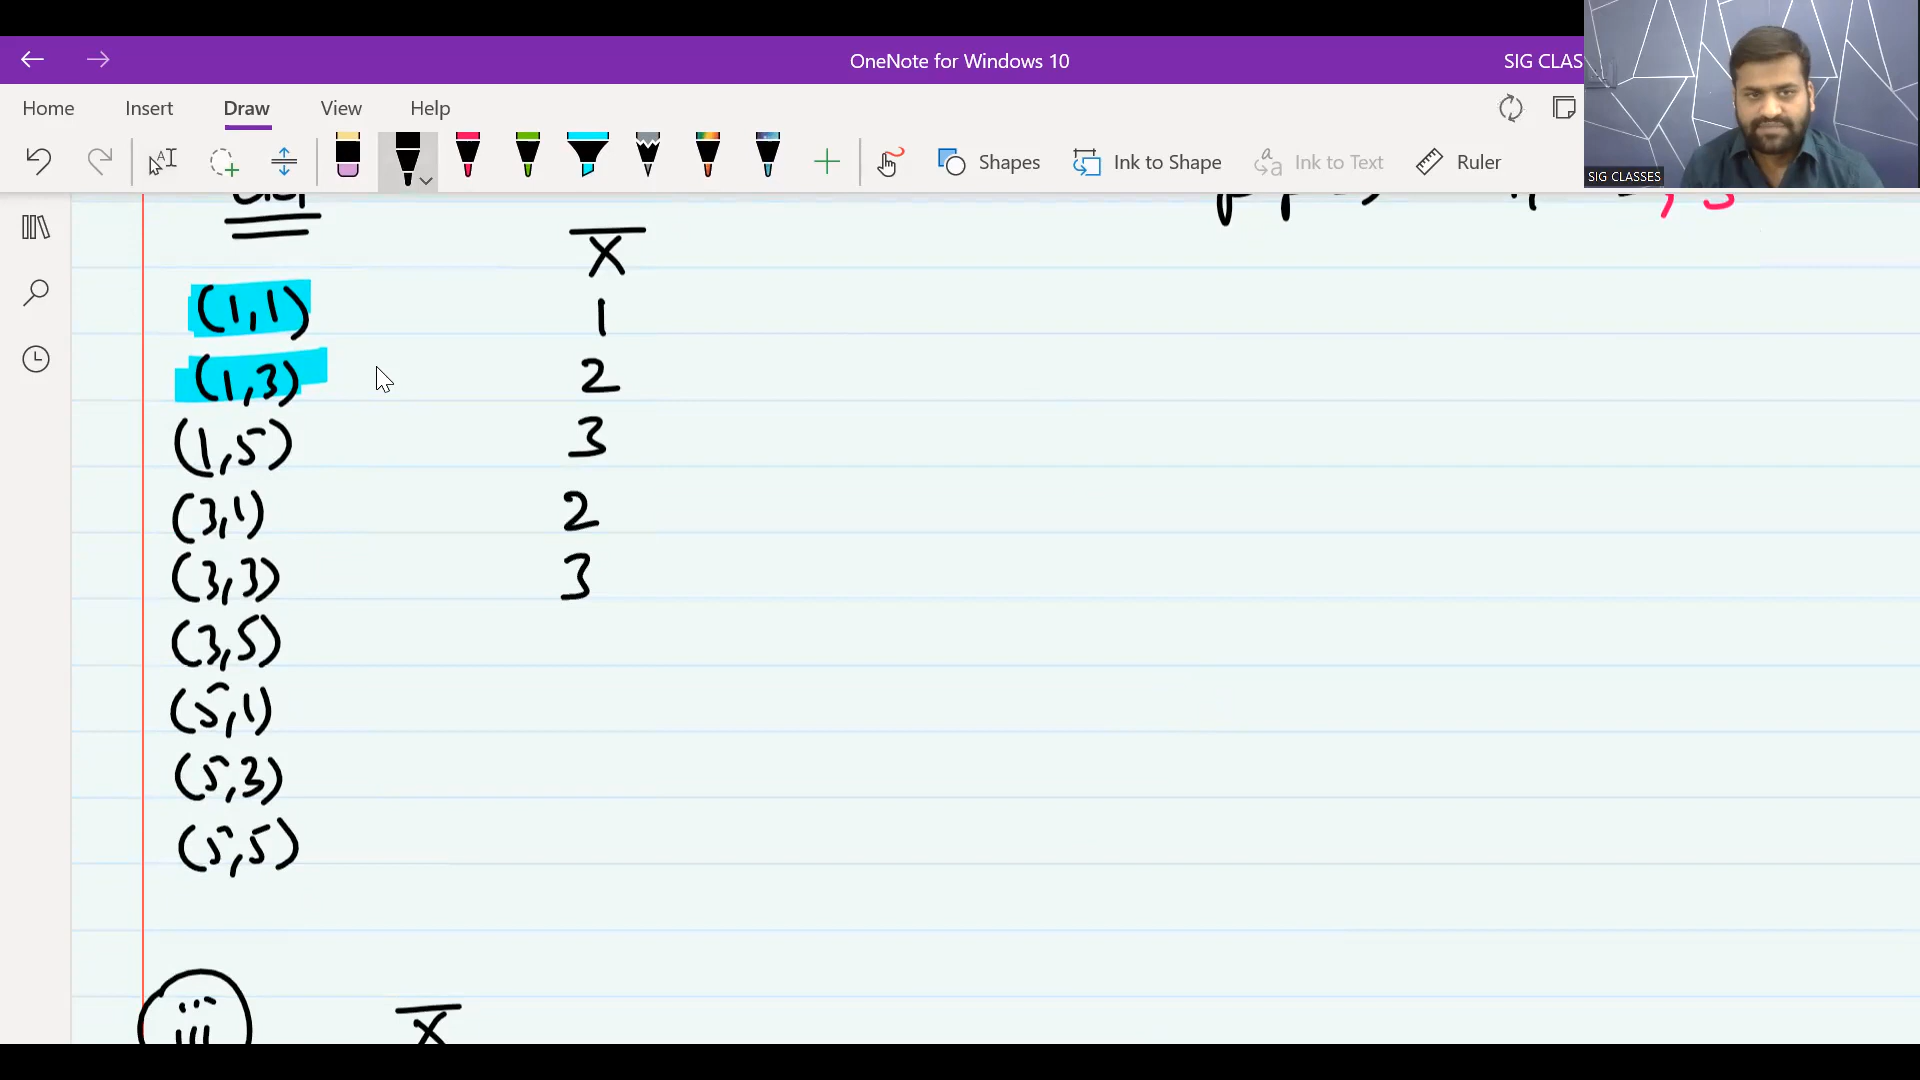 OneNote for Windows 10
SIG CLAS
Home Insert Draw View Help
Shapes Ink to Shape Ink to Text Ruler
SIG CLASSES
X̅
(1,1) 1
(1,3) 2
(1,5) 3
(3,1) 2
(3,3) 3
(3,5)
(5,1)
(5,3)
(5,5)
iii X̅